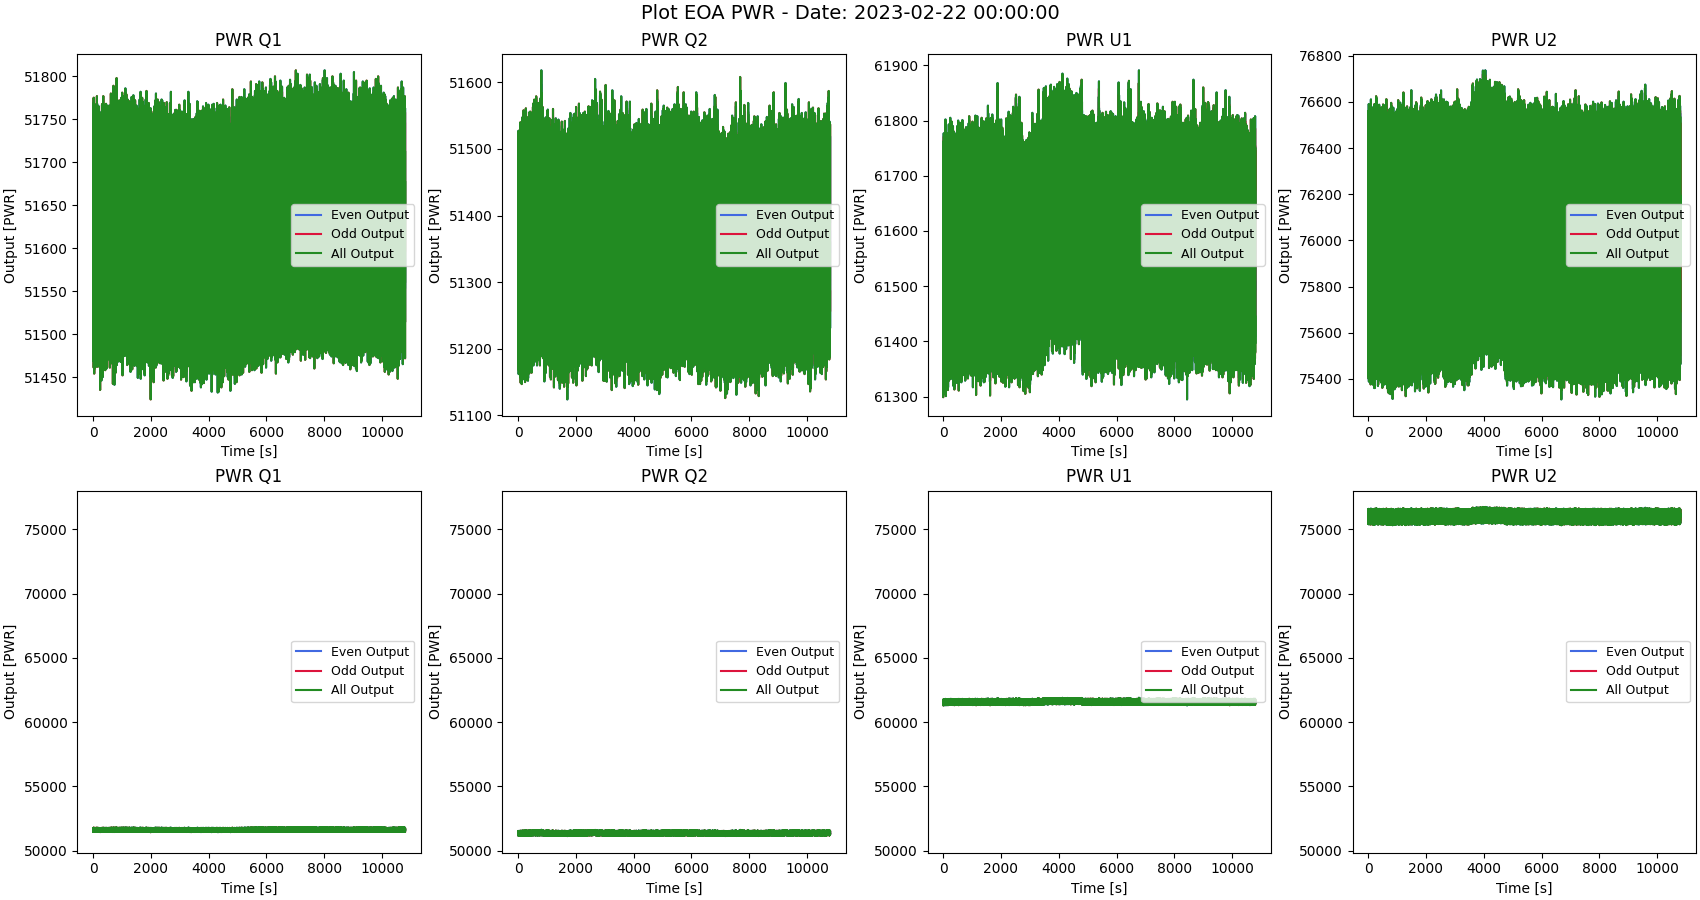 Plot EOA PWR - Date: 2023-02-22 00:00:00
PWR Q1
Output [PWR]
51800
51750
51700
51650
51600
51550
51500
51450
Even Output
Odd Output
All Output
0 2000 4000 6000 8000 10000
Time [s]
PWR Q2
Output [PWR]
51600
51500
51400
51300
51200
51100
Even Output
Odd Output
All Output
0 2000 4000 6000 8000 10000
Time [s]
PWR U1
Output [PWR]
61900
61800
61700
61600
61500
61400
61300
Even Output
Odd Output
All Output
0 2000 4000 6000 8000 10000
Time [s]
PWR U2
Output [PWR]
76800
76600
76400
76200
76000
75800
75600
75400
Even Output
Odd Output
All Output
0 2000 4000 6000 8000 10000
Time [s]
PWR Q1
Output [PWR]
75000
70000
65000
60000
55000
50000
Even Output
Odd Output
All Output
0 2000 4000 6000 8000 10000
Time [s]
PWR Q2
Output [PWR]
75000
70000
65000
60000
55000
50000
Even Output
Odd Output
All Output
0 2000 4000 6000 8000 10000
Time [s]
PWR U1
Output [PWR]
75000
70000
65000
60000
55000
50000
Even Output
Odd Output
All Output
0 2000 4000 6000 8000 10000
Time [s]
PWR U2
Output [PWR]
75000
70000
65000
60000
55000
50000
Even Output
Odd Output
All Output
0 2000 4000 6000 8000 10000
Time [s]